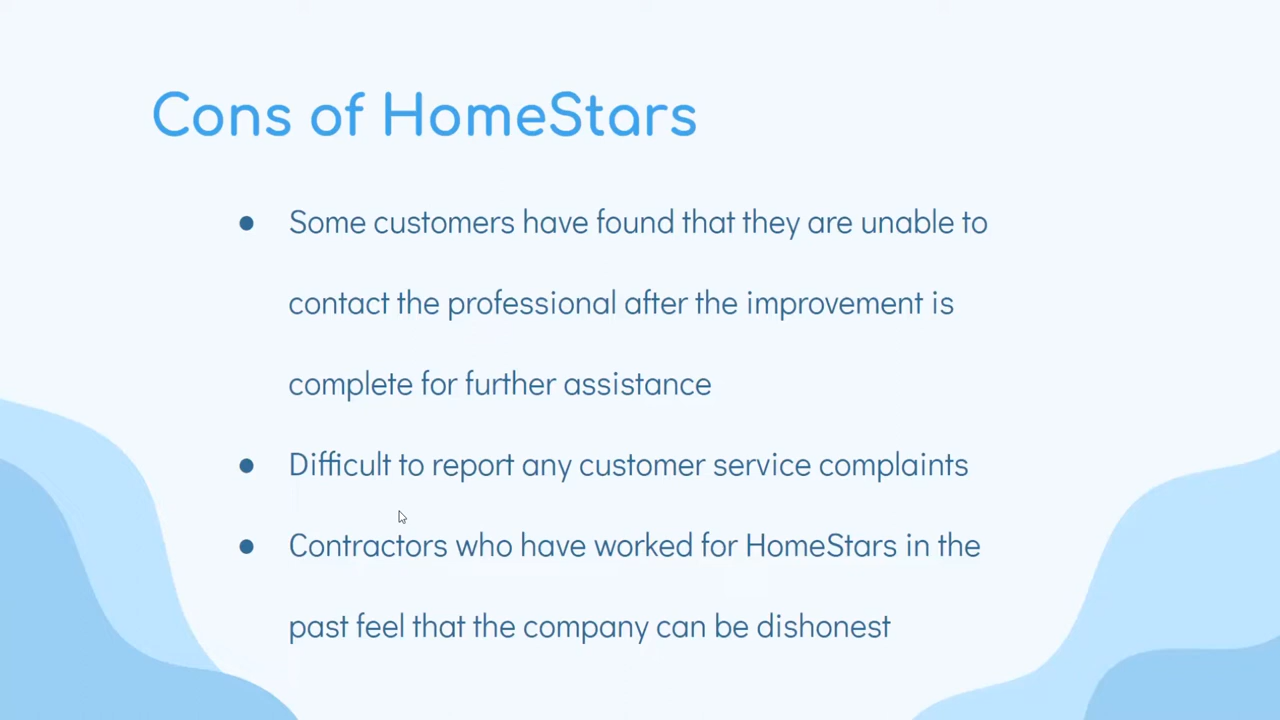 Cons of HomeStars
● Some customers have found that they are unable to
contact the professional after the improvement is
complete for further assistance
● Difficult to report any customer service complaints
● Contractors who have worked for HomeStars in the
past feel that the company can be dishonest